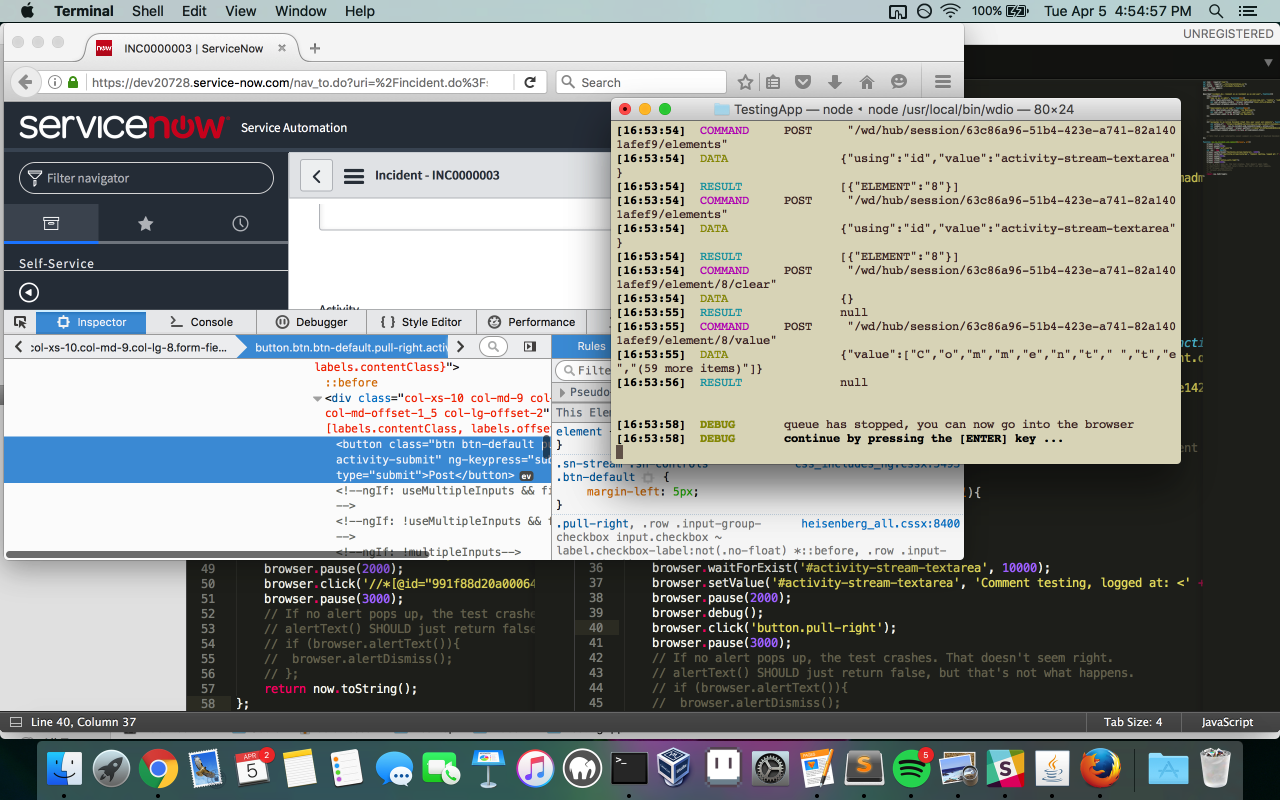 Terminal Shell Edit View Window Help 100% Tue Apr 5 4:54:57 PM
UNREGISTERED
now INC0000003 | ServiceNow
https://dev20728.service-now.com/nav_to.do?uri=%2Fincident.do%3F
Search
servicenow Service Automation
Filter navigator
Self-Service
Incident - INC0000003
Activity
Inspector Console Debugger Style Editor Performance
col-xs-10.col-md-9.col-lg-8.form-fie... button.btn.btn-default.pull-right.acti
labels.contentClass}">
::before
<div class="col-xs-10 col-md-9 col-
col-md-offset-1_5 col-lg-offset-2"
[labels.contentClass, labels.offse
<button class="btn btn-default p
activity-submit" ng-keypress="su
type="submit">Post</button> ev
<!--ngIf: useMultipleInputs && fi
-->
<!--ngIf: !useMultipleInputs && f
-->
<!--ngIf: !multipleInputs-->
Rules
Filte
Pseudo-
This Elem
element
}
.sn-stream .sn-controls css_includes_ng.cssx:5495
.btn-default {
margin-left: 5px;
}
.pull-right, .row .input-group- heisenberg_all.cssx:8400
checkbox input.checkbox ~
label.checkbox-label:not(.no-float) *::before, .row .input-
TestingApp — node • node /usr/local/bin/wdio — 80×24
[16:53:54] COMMAND POST "/wd/hub/session/63c86a96-51b4-423e-a741-82a140
1afef9/elements"
[16:53:54] DATA {"using":"id","value":"activity-stream-textarea"
}
[16:53:54] RESULT [{"ELEMENT":"8"}]
[16:53:54] COMMAND POST "/wd/hub/session/63c86a96-51b4-423e-a741-82a140
1afef9/elements"
[16:53:54] DATA {"using":"id","value":"activity-stream-textarea"
}
[16:53:54] RESULT [{"ELEMENT":"8"}]
[16:53:54] COMMAND POST "/wd/hub/session/63c86a96-51b4-423e-a741-82a140
1afef9/element/8/clear"
[16:53:54] DATA {}
[16:53:55] RESULT null
[16:53:55] COMMAND POST "/wd/hub/session/63c86a96-51b4-423e-a741-82a140
1afef9/element/8/value"
[16:53:55] DATA {"value":["C","o","m","m","e","n","t"," ","t","e
","(59 more items)"]}
[16:53:56] RESULT null
[16:53:58] DEBUG queue has stopped, you can now go into the browser
[16:53:58] DEBUG continue by pressing the [ENTER] key ...
49 browser.pause(2000);
50 browser.click('//*[@id="991f88d20a00064
51 browser.pause(3000);
52 // If no alert pops up, the test crashe
53 // alertText() SHOULD just return false
54 // if (browser.alertText()){
55 // browser.alertDismiss();
56 // };
57 return now.toString();
58 };
){
36 browser.waitForExist('#activity-stream-textarea', 10000);
37 browser.setValue('#activity-stream-textarea', 'Comment testing, logged at: <' +
38 browser.pause(2000);
39 browser.debug();
40 browser.click('button.pull-right');
41 browser.pause(3000);
42 // If no alert pops up, the test crashes. That doesn't seem right.
43 // alertText() SHOULD just return false, but that's not what happens.
44 // if (browser.alertText()){
45 // browser.alertDismiss();
Line 40, Column 37 Tab Size: 4 JavaScript
APR 5 2
5